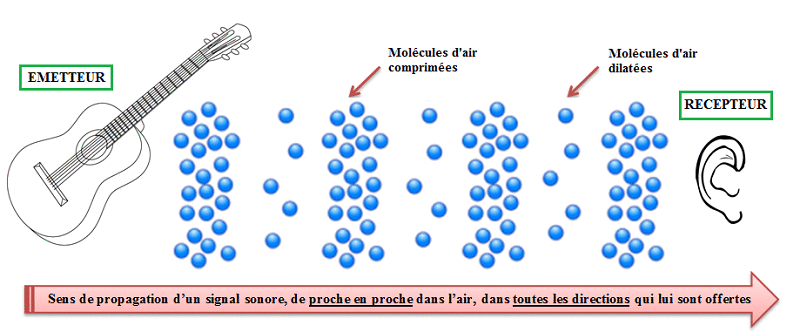 Molécules d'air
comprimées
Molécules d'air
dilatées
EMETTEUR
RECEPTEUR
Sens de propagation d'un signal sonore, de proche en proche dans l'air, dans toutes les directions qui lui sont offertes